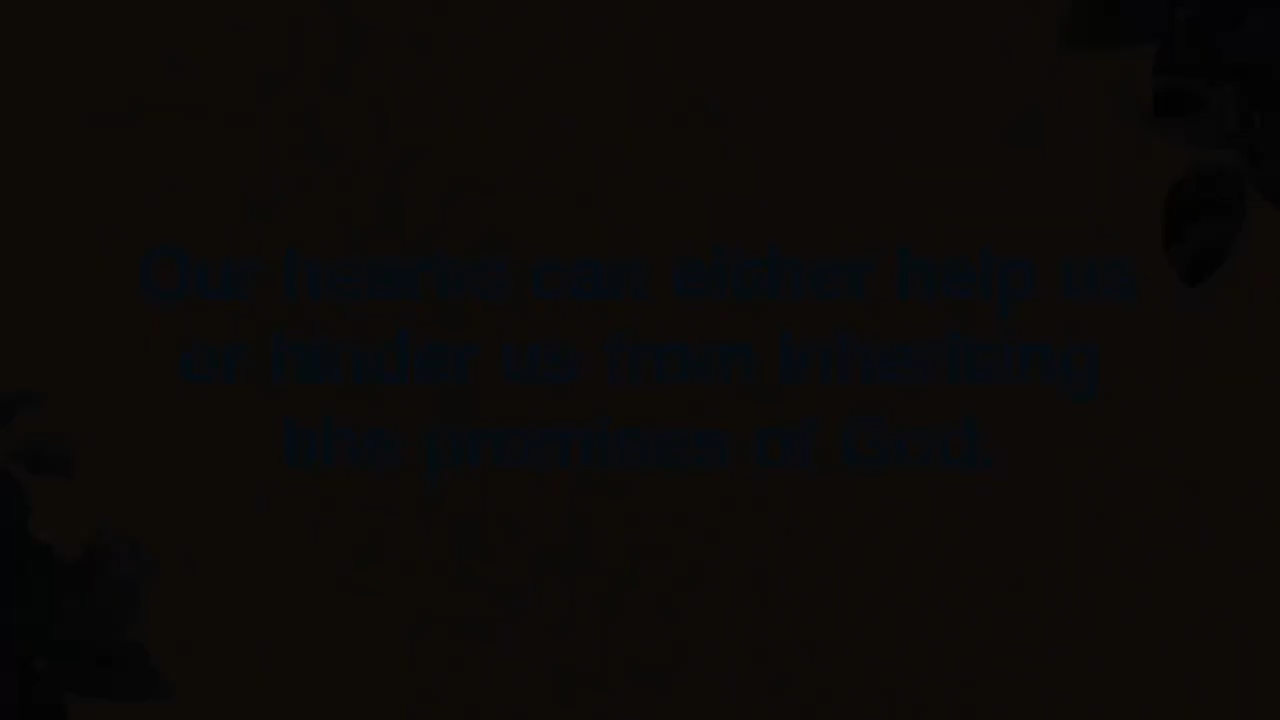 Our hearts can either help us
or hinder us from inheriting
the promises of God.